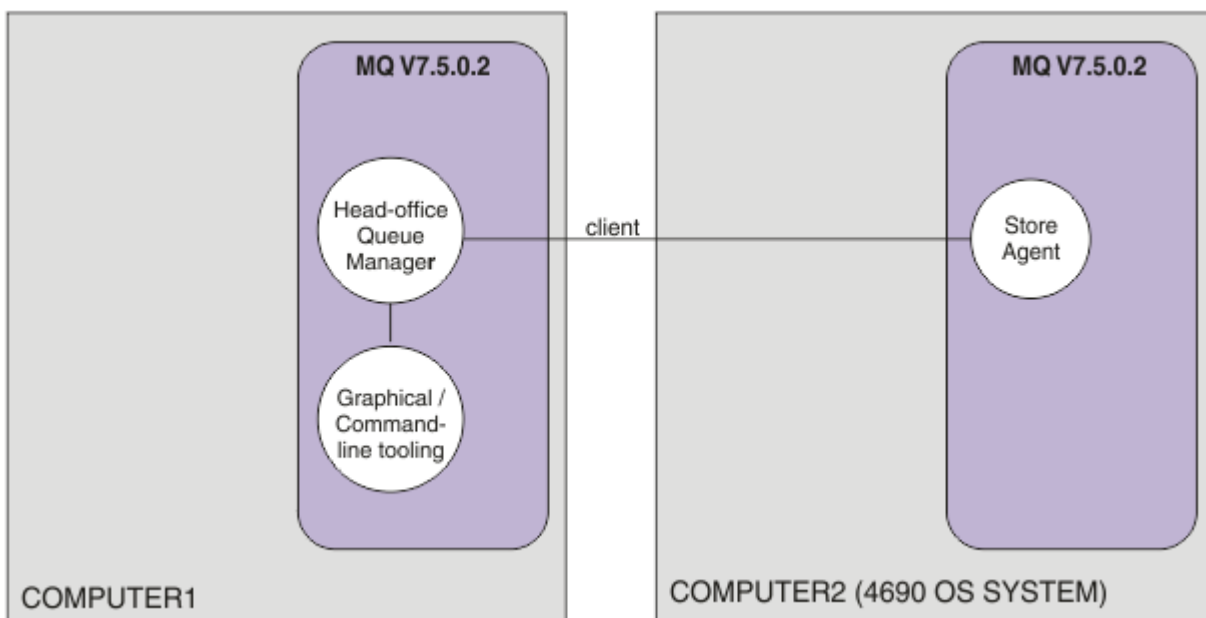 MQ V7.5.0.2
Head-office
Queue
Manager
Graphical /
Command-
line tooling
COMPUTER1
client
MQ V7.5.0.2
Store
Agent
COMPUTER2 (4690 OS SYSTEM)